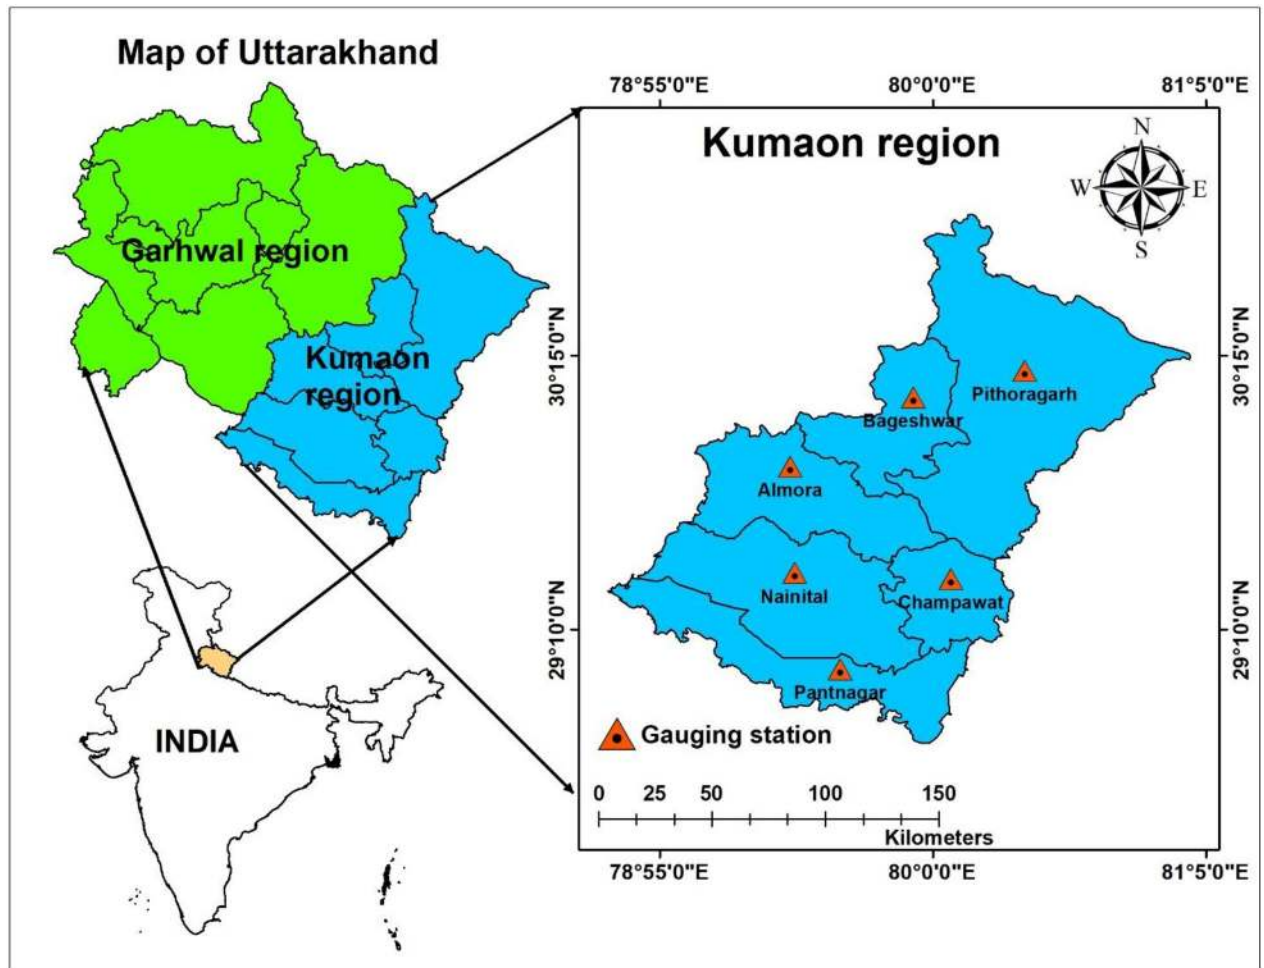 Map of Uttarakhand
Garhwal region
Kumaon
region
INDIA
78°55'0"E 80°0'0"E 81°5'0"E
Kumaon region
N
W E
S
30°15'0"N
30°15'0"N
Pithoragarh
Bageshwar
Almora
Nainital
Champawat
29°10'0"N
29°10'0"N
Pantnagar
Gauging station
0 25 50 100 150
Kilometers
78°55'0"E 80°0'0"E 81°5'0"E